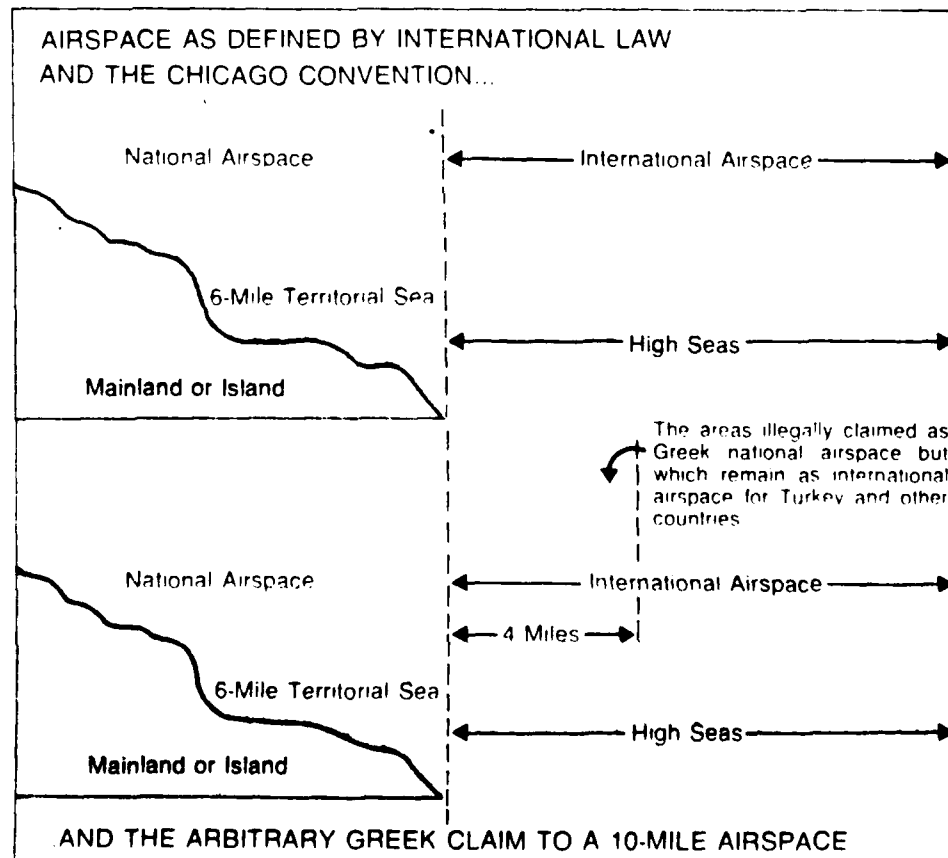 AIRSPACE AS DEFINED BY INTERNATIONAL LAW
AND THE CHICAGO CONVENTION...
National Airspace
International Airspace
6-Mile Territorial Sea
High Seas
Mainland or Island
The areas illegally claimed as
Greek national airspace but
which remain as international
airspace for Turkey and other
countries
National Airspace
International Airspace
4 Miles
6-Mile Territorial Sea
High Seas
Mainland or Island
AND THE ARBITRARY GREEK CLAIM TO A 10-MILE AIRSPACE